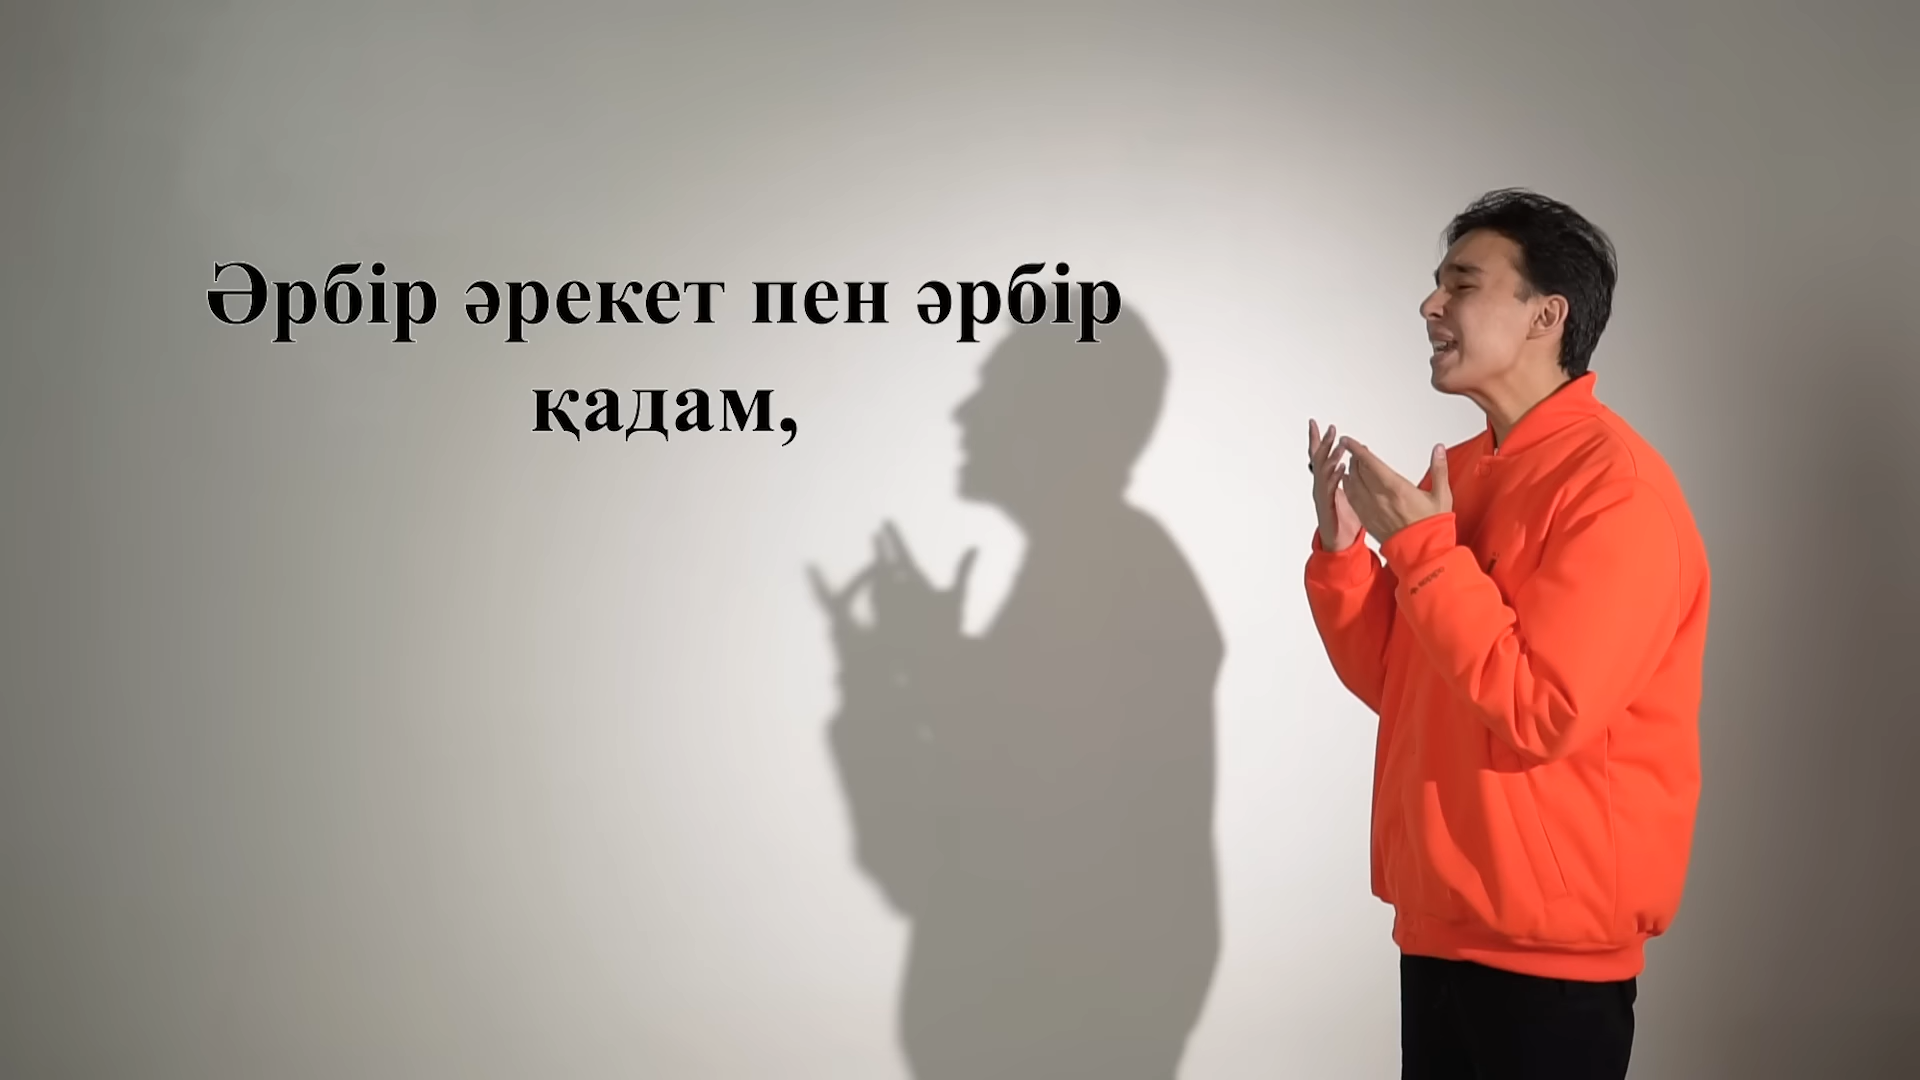 Әрбір әрекет пен әрбір
қадам,